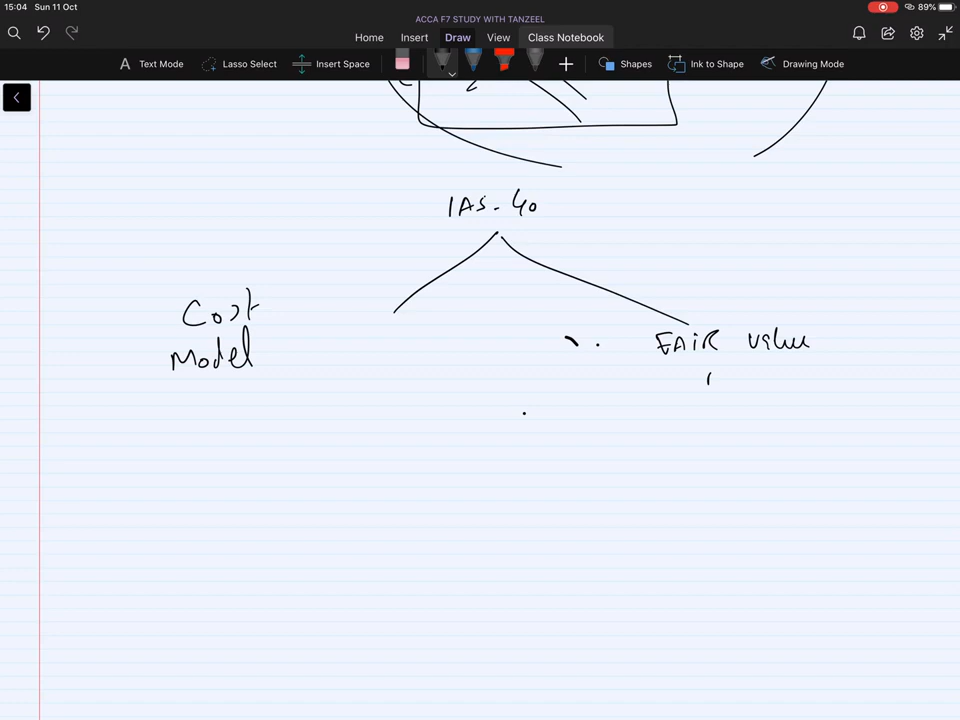 15:04 Sun 11 Oct
89%
ACCA F7 STUDY WITH TANZEEL
Home Insert Draw View Class Notebook
Text Mode Lasso Select Insert Space Shapes Ink to Shape Drawing Mode
IAS-40
Cost
Model
FAIR value